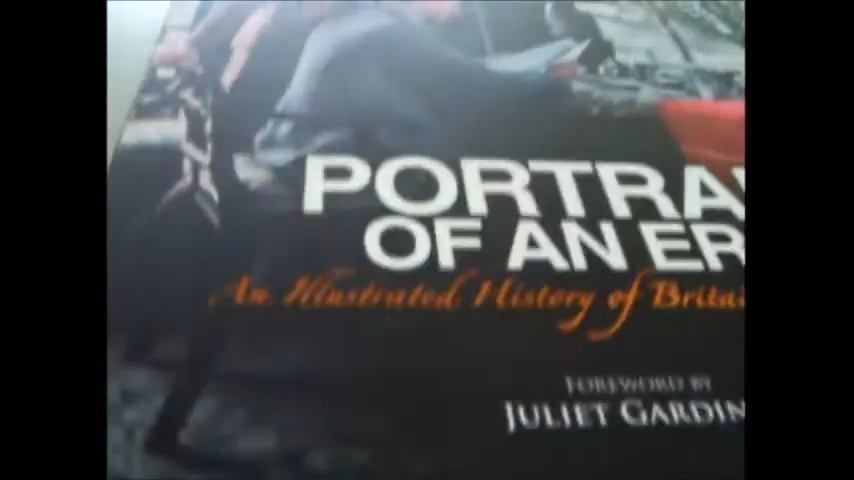 PORTRA
OF AN ER
An Illustrated History of Britai
FOREWORD BY
JULIET GARDIN